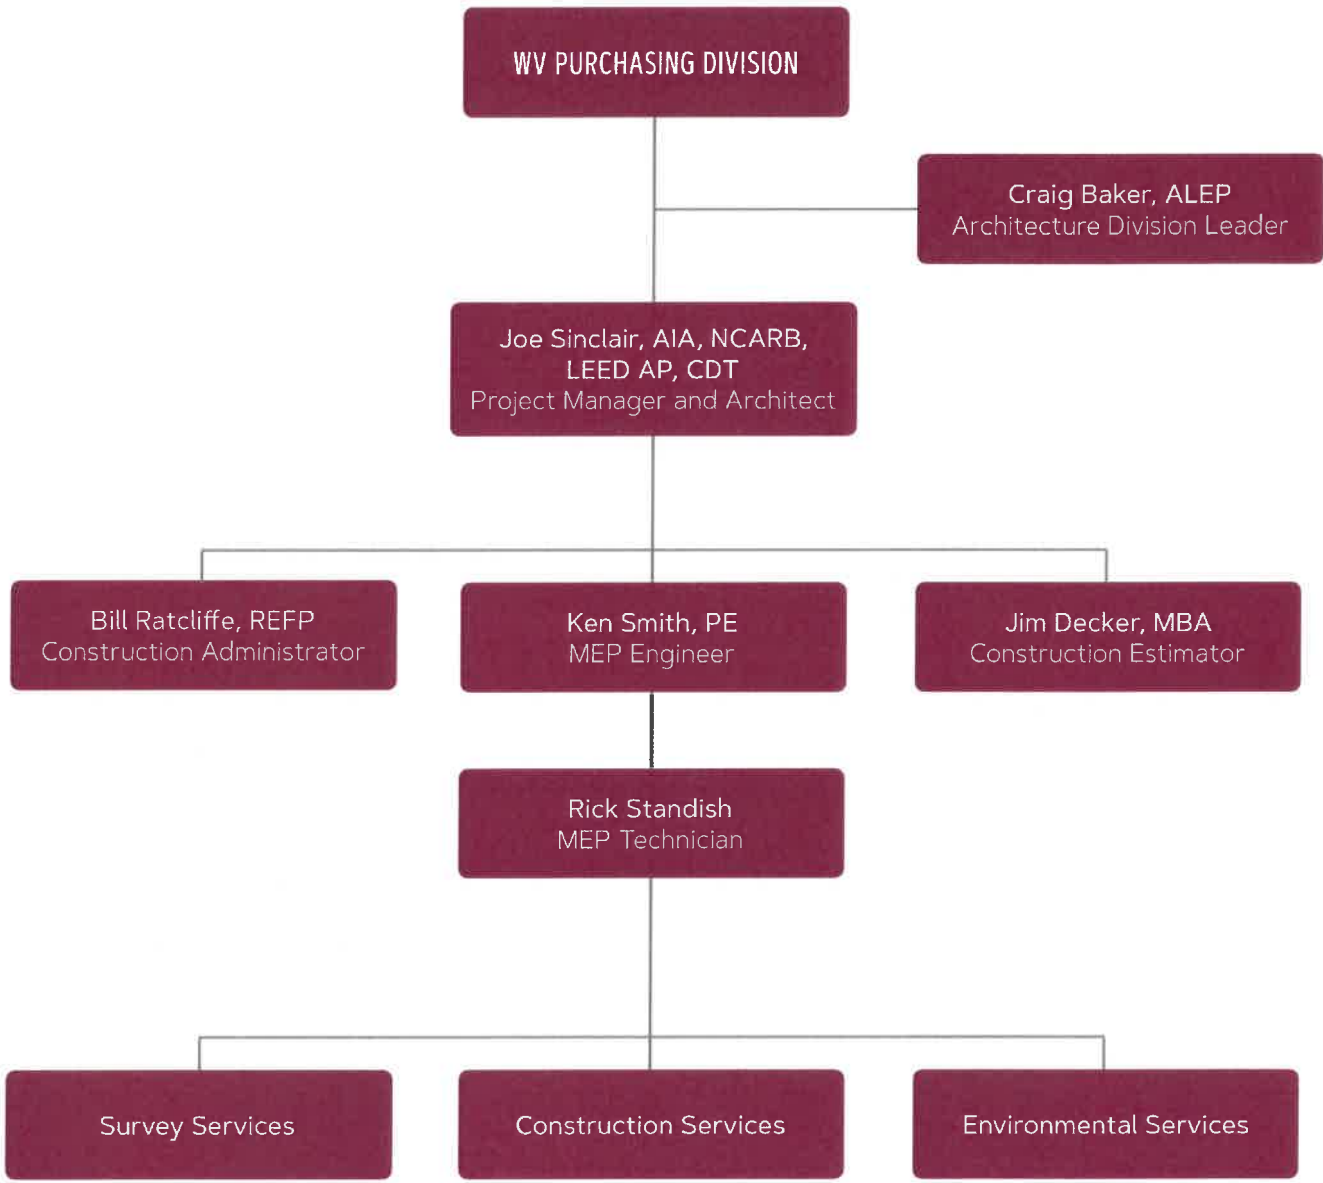 WV PURCHASING DIVISION
Craig Baker, ALEP
Architecture Division Leader
Joe Sinclair, AIA, NCARB,
LEED AP, CDT
Project Manager and Architect
Bill Ratcliffe, REFP
Construction Administrator
Ken Smith, PE
MEP Engineer
Jim Decker, MBA
Construction Estimator
Rick Standish
MEP Technician
Survey Services
Construction Services
Environmental Services